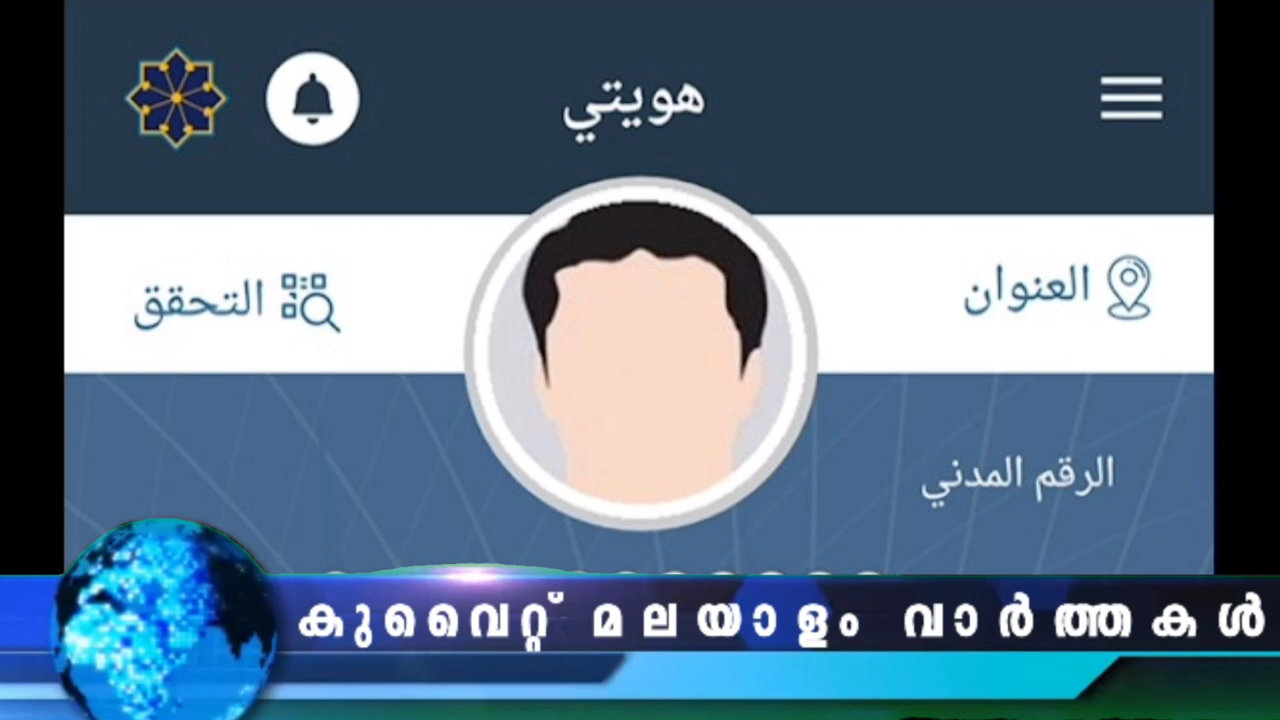 هويتي
العنوان
التحقق
الرقم المدني
കുവൈറ്റ് മലയാളം വാർത്തകൾ